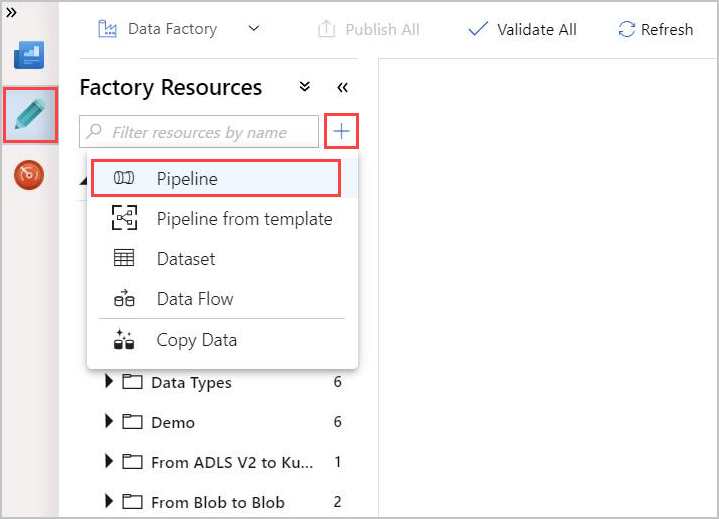 »
Data Factory
Publish All
Validate All
Refresh
Factory Resources
«
Filter resources by name
+
Pipeline
Pipeline from template
Dataset
Data Flow
Copy Data
Data Types 6
Demo 6
From ADLS V2 to Ku... 1
From Blob to Blob 2